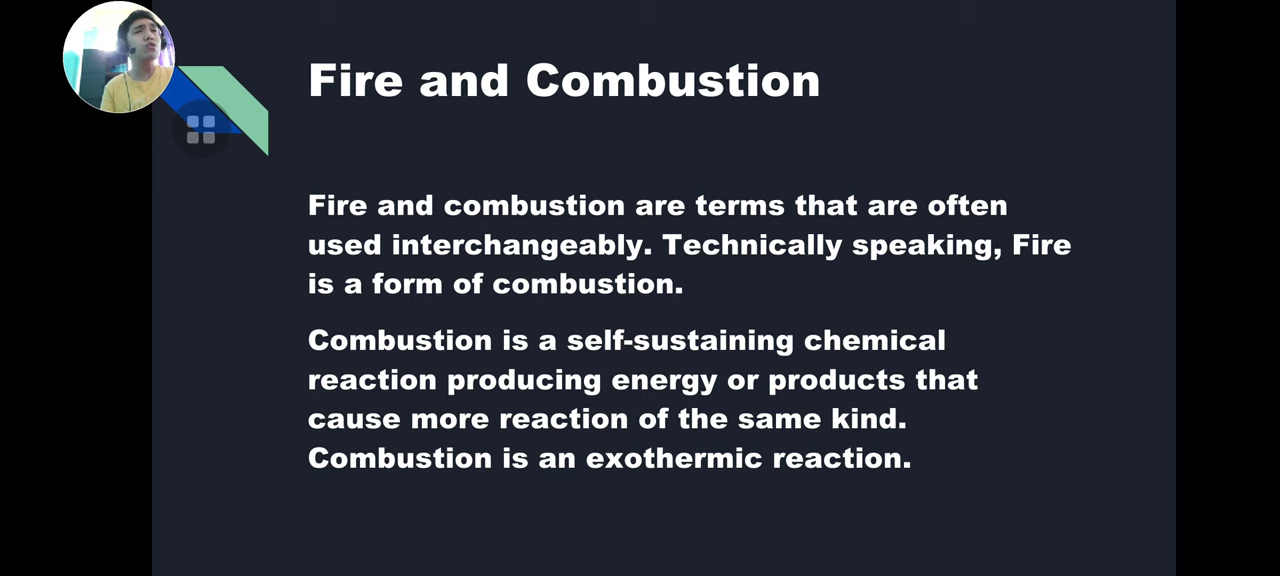 Fire and Combustion
Fire and combustion are terms that are often
used interchangeably. Technically speaking, Fire
is a form of combustion.
Combustion is a self-sustaining chemical
reaction producing energy or products that
cause more reaction of the same kind.
Combustion is an exothermic reaction.